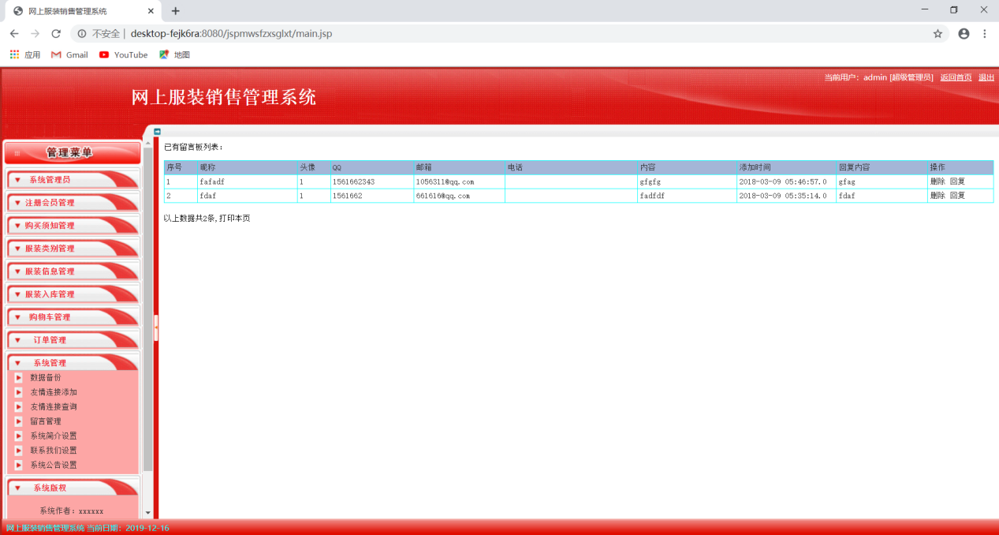 网上服装销售管理系统
不安全 | desktop-fejk6ra:8080/jspmwsfzxsglxt/main.jsp
应用 Gmail YouTube 地图
当前用户：admin [超级管理员] 返回首页 退出
网上服装销售管理系统
管理菜单
系统管理员
注册会员管理
购买须知管理
服装类别管理
服装信息管理
服装入库管理
购物车管理
订单管理
系统管理
数据备份
友情连接添加
友情连接查询
留言管理
系统简介设置
联系我们设置
系统公告设置
系统版权
系统作者：xxxxxx
已有留言板列表：
序号 昵称 头像 QQ 邮箱 电话 内容 添加时间 回复内容 操作
1 fafadf 1 1561662343 1056311@qq.com gfgfg 2018-03-09 05:46:57.0 gfag 删除 回复
2 fdaf 1 1561662 661616@qq.com fadfdf 2018-03-09 05:35:14.0 fdaf 删除 回复
以上数据共2条,打印本页
网上服装销售管理系统 当前日期：2019-12-16